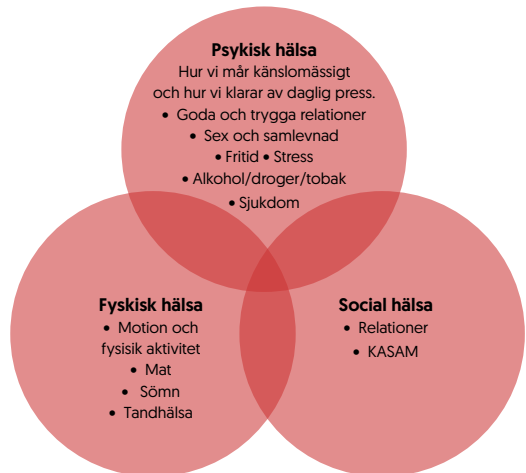 Psykisk hälsa
Hur vi mår känslomässigt
och hur vi klarar av daglig press.
• Goda och trygga relationer
• Sex och samlevnad
• Fritid • Stress
• Alkohol/droger/tobak
• Sjukdom
Fyskisk hälsa
• Motion och
fysisik aktivitet
• Mat
• Sömn
• Tandhälsa
Social hälsa
• Relationer
• KASAM